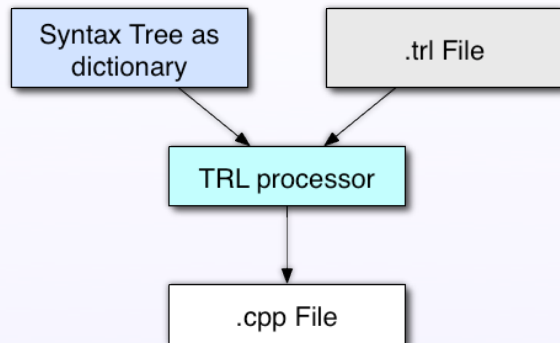 Syntax Tree as
dictionary
.trl File
TRL processor
.cpp File